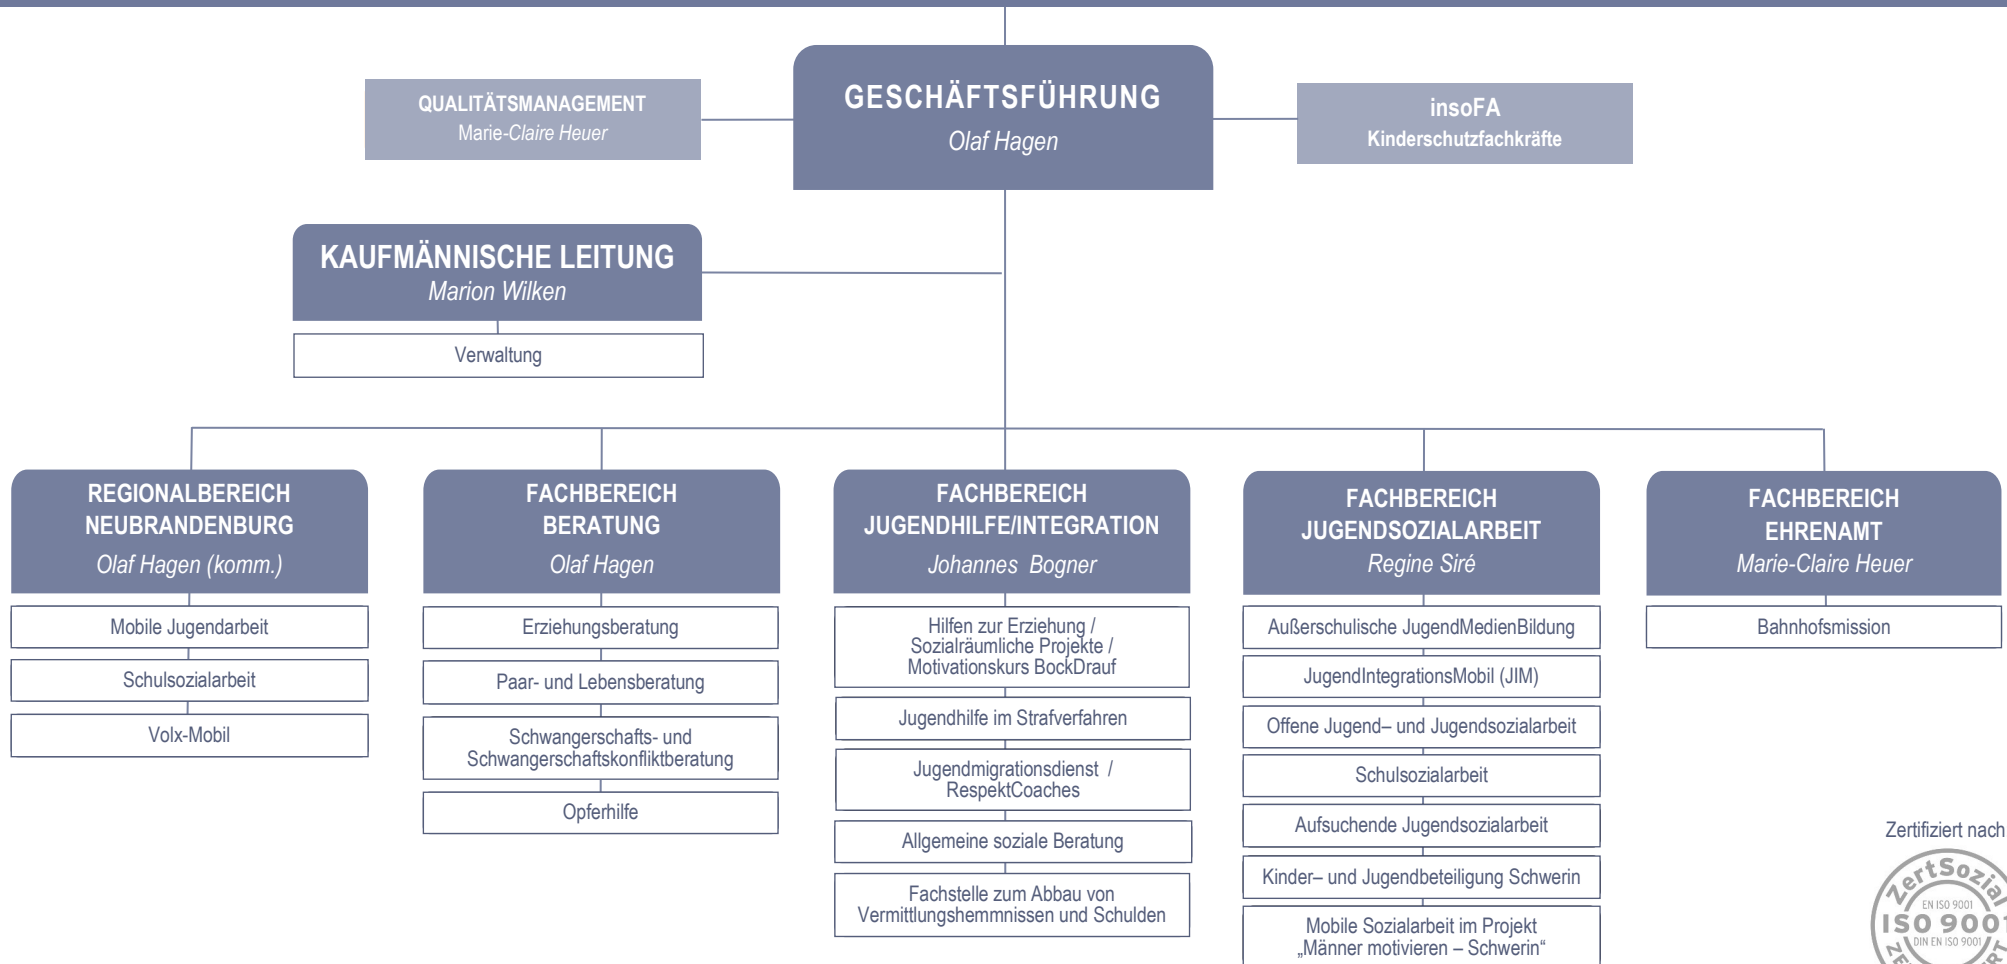 GESCHÄFTSFÜHRUNG
Olaf Hagen
QUALITÄTSMANAGEMENT
Marie-Claire Heuer
insoFA
Kinderschutzfachkräfte
KAUFMÄNNISCHE LEITUNG
Marion Wilken
Verwaltung
REGIONALBEREICH
NEUBRANDENBURG
Olaf Hagen (komm.)
Mobile Jugendarbeit
Schulsozialarbeit
Volx-Mobil
FACHBEREICH
BERATUNG
Olaf Hagen
Erziehungsberatung
Paar- und Lebensberatung
Schwangerschafts- und
Schwangerschaftskonfliktberatung
Opferhilfe
FACHBEREICH
JUGENDHILFE/INTEGRATION
Johannes Bogner
Hilfen zur Erziehung /
Sozialräumliche Projekte /
Motivationskurs BockDrauf
Jugendhilfe im Strafverfahren
Jugendmigrationsdienst /
RespektCoaches
Allgemeine soziale Beratung
Fachstelle zum Abbau von
Vermittlungshemmnissen und Schulden
FACHBEREICH
JUGENDSOZIALARBEIT
Regine Siré
Außerschulische JugendMedienBildung
JugendIntegrationsMobil (JIM)
Offene Jugend– und Jugendsozialarbeit
Schulsozialarbeit
Aufsuchende Jugendsozialarbeit
Kinder– und Jugendbeteiligung Schwerin
Mobile Sozialarbeit im Projekt
„Männer motivieren – Schwerin“
FACHBEREICH
EHRENAMT
Marie-Claire Heuer
Bahnhofsmission
Zertifiziert nach
ZertSozial
EN ISO 9001
ISO 9001
DIN EN ISO 9001